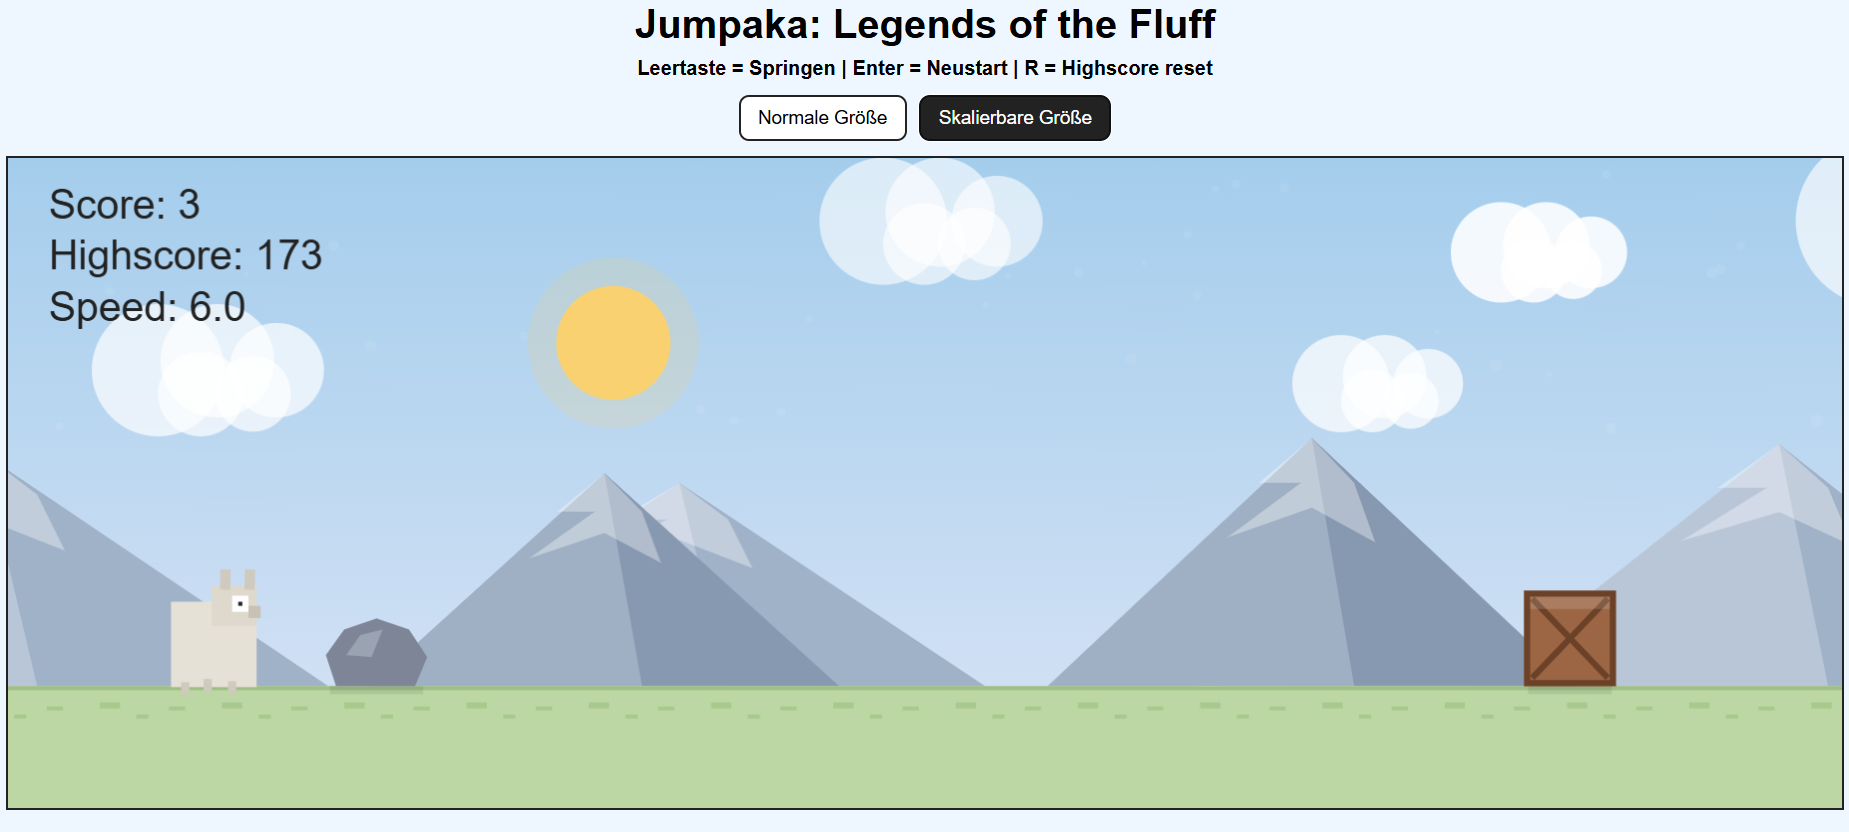 Jumpaka: Legends of the Fluff
Leertaste = Springen | Enter = Neustart | R = Highscore reset
Normale Größe
Skalierbare Größe
Score: 3
Highscore: 173
Speed: 6.0